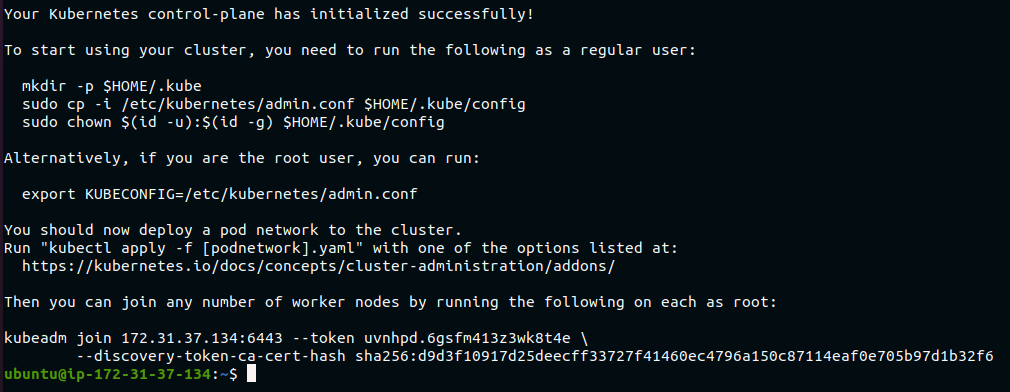 Your Kubernetes control-plane has initialized successfully!
To start using your cluster, you need to run the following as a regular user:
mkdir -p $HOME/.kube
sudo cp -i /etc/kubernetes/admin.conf $HOME/.kube/config
sudo chown $(id -u):$(id -g) $HOME/.kube/config
Alternatively, if you are the root user, you can run:
export KUBECONFIG=/etc/kubernetes/admin.conf
You should now deploy a pod network to the cluster.
Run "kubectl apply -f [podnetwork].yaml" with one of the options listed at:
https://kubernetes.io/docs/concepts/cluster-administration/addons/
Then you can join any number of worker nodes by running the following on each as root:
kubeadm join 172.31.37.134:6443 --token uvnhpd.6gsfm413z3wk8t4e \
--discovery-token-ca-cert-hash sha256:d9d3f10917d25deecff33727f41460ec4796a150c87114eaf0e705b97d1b32f6
ubuntu@ip-172-31-37-134:~$